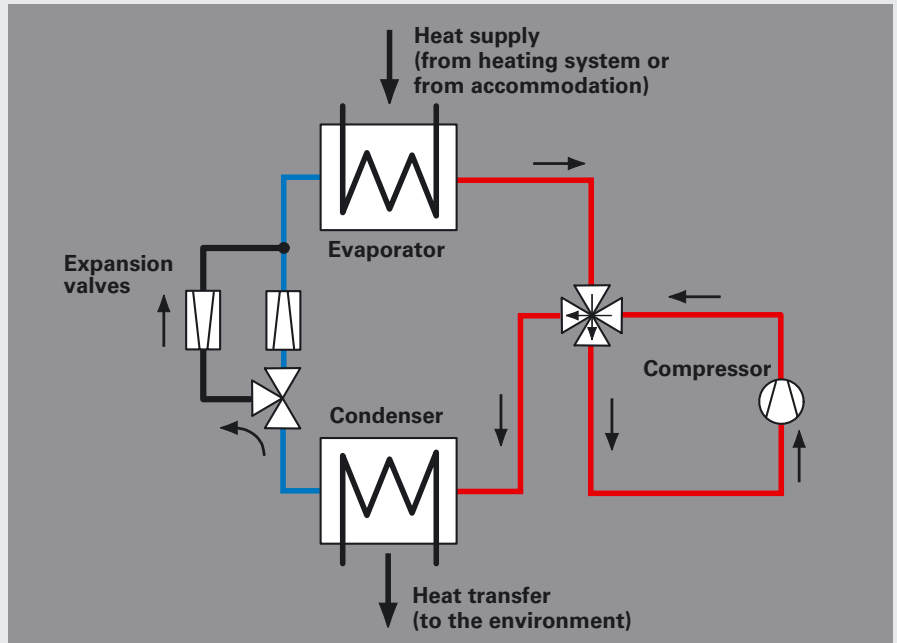 Heat supply
(from heating system or
from accommodation)
Evaporator
Expansion
valves
Compressor
Condenser
Heat transfer
(to the environment)